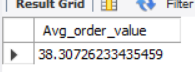 Result Grid Filter
Avg_order_value
38.30726233435459